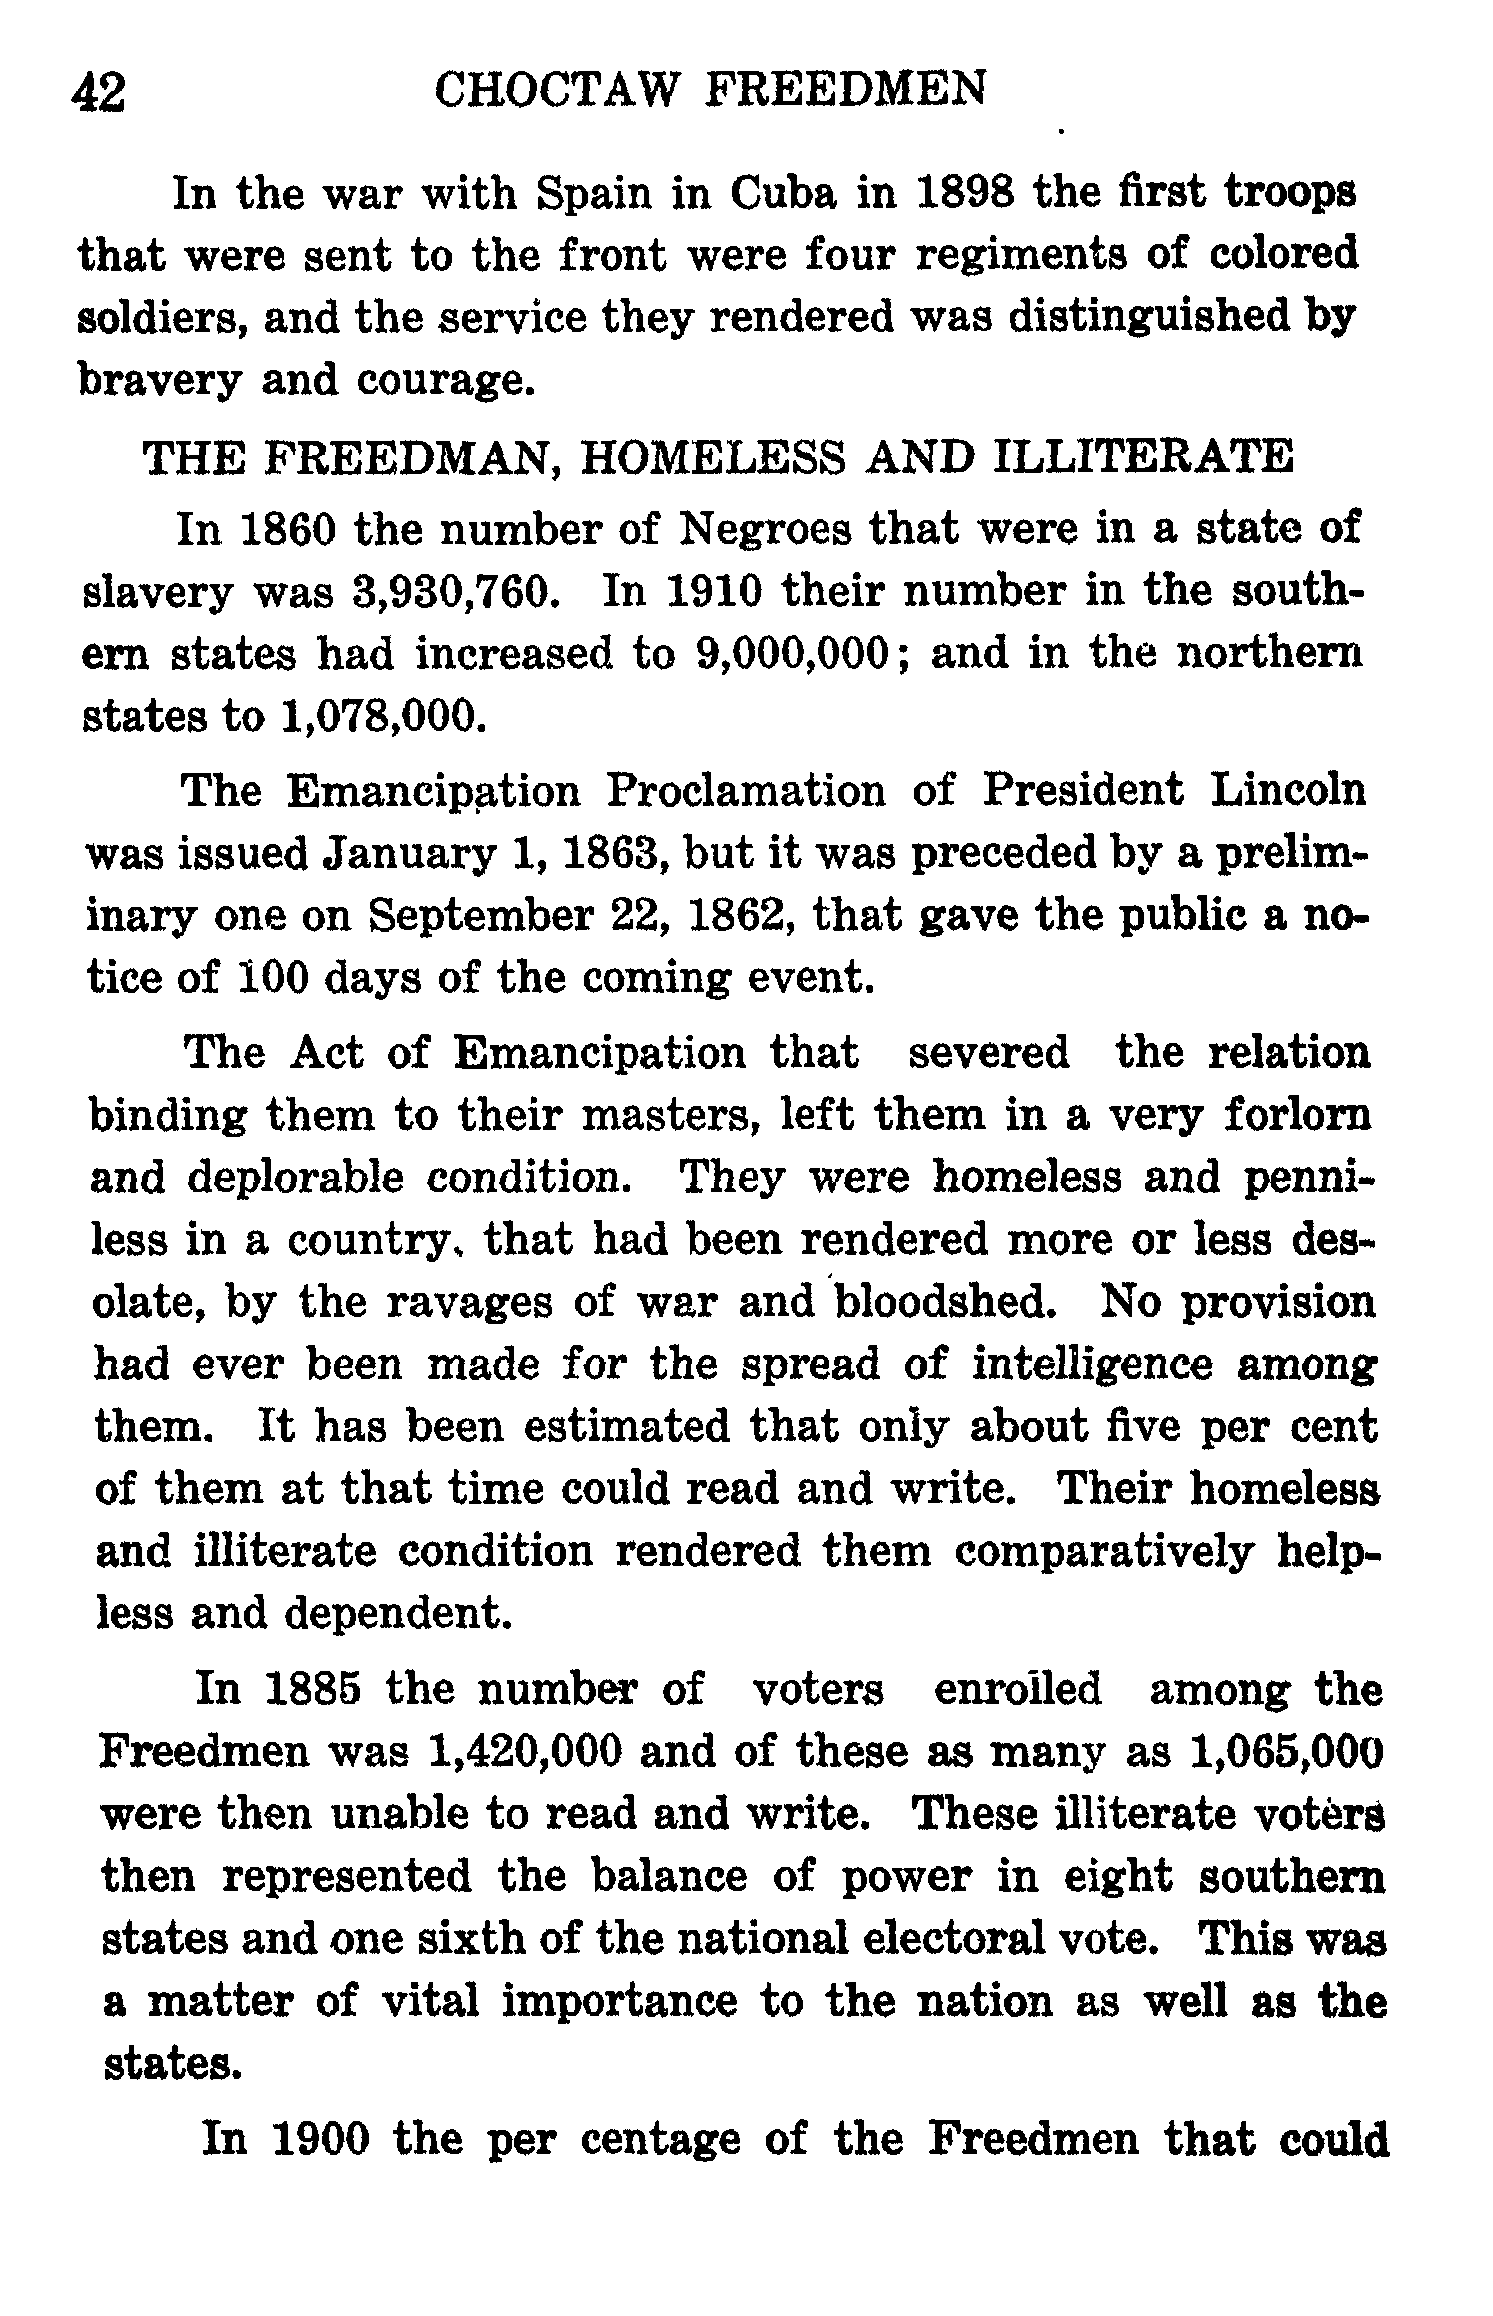 42 CHOCTAW FREEDMEN
In the war with Spain in Cuba in 1898 the first troops
that were sent to the front were four regiments of colored
soldiers, and the service they rendered was distinguished by
bravery and courage.
THE FREEDMAN, HOMELESS AND ILLITERATE
In 1860 the number of Negroes that were in a state of
slavery was 3,930,760. In 1910 their number in the south-
ern states had increased to 9,000,000; and in the northern
states to 1,078,000.
The Emancipation Proclamation of President Lincoln
was issued January 1, 1863, but it was preceded by a prelim-
inary one on September 22, 1862, that gave the public a no-
tice of 100 days of the coming event.
The Act of Emancipation that severed the relation
binding them to their masters, left them in a very forlorn
and deplorable condition. They were homeless and penni-
less in a country, that had been rendered more or less des-
olate, by the ravages of war and bloodshed. No provision
had ever been made for the spread of intelligence among
them. It has been estimated that only about five per cent
of them at that time could read and write. Their homeless
and illiterate condition rendered them comparatively help-
less and dependent.
In 1885 the number of voters enrolled among the
Freedmen was 1,420,000 and of these as many as 1,065,000
were then unable to read and write. These illiterate voters
then represented the balance of power in eight southern
states and one sixth of the national electoral vote. This was
a matter of vital importance to the nation as well as the
states.
In 1900 the per centage of the Freedmen that could